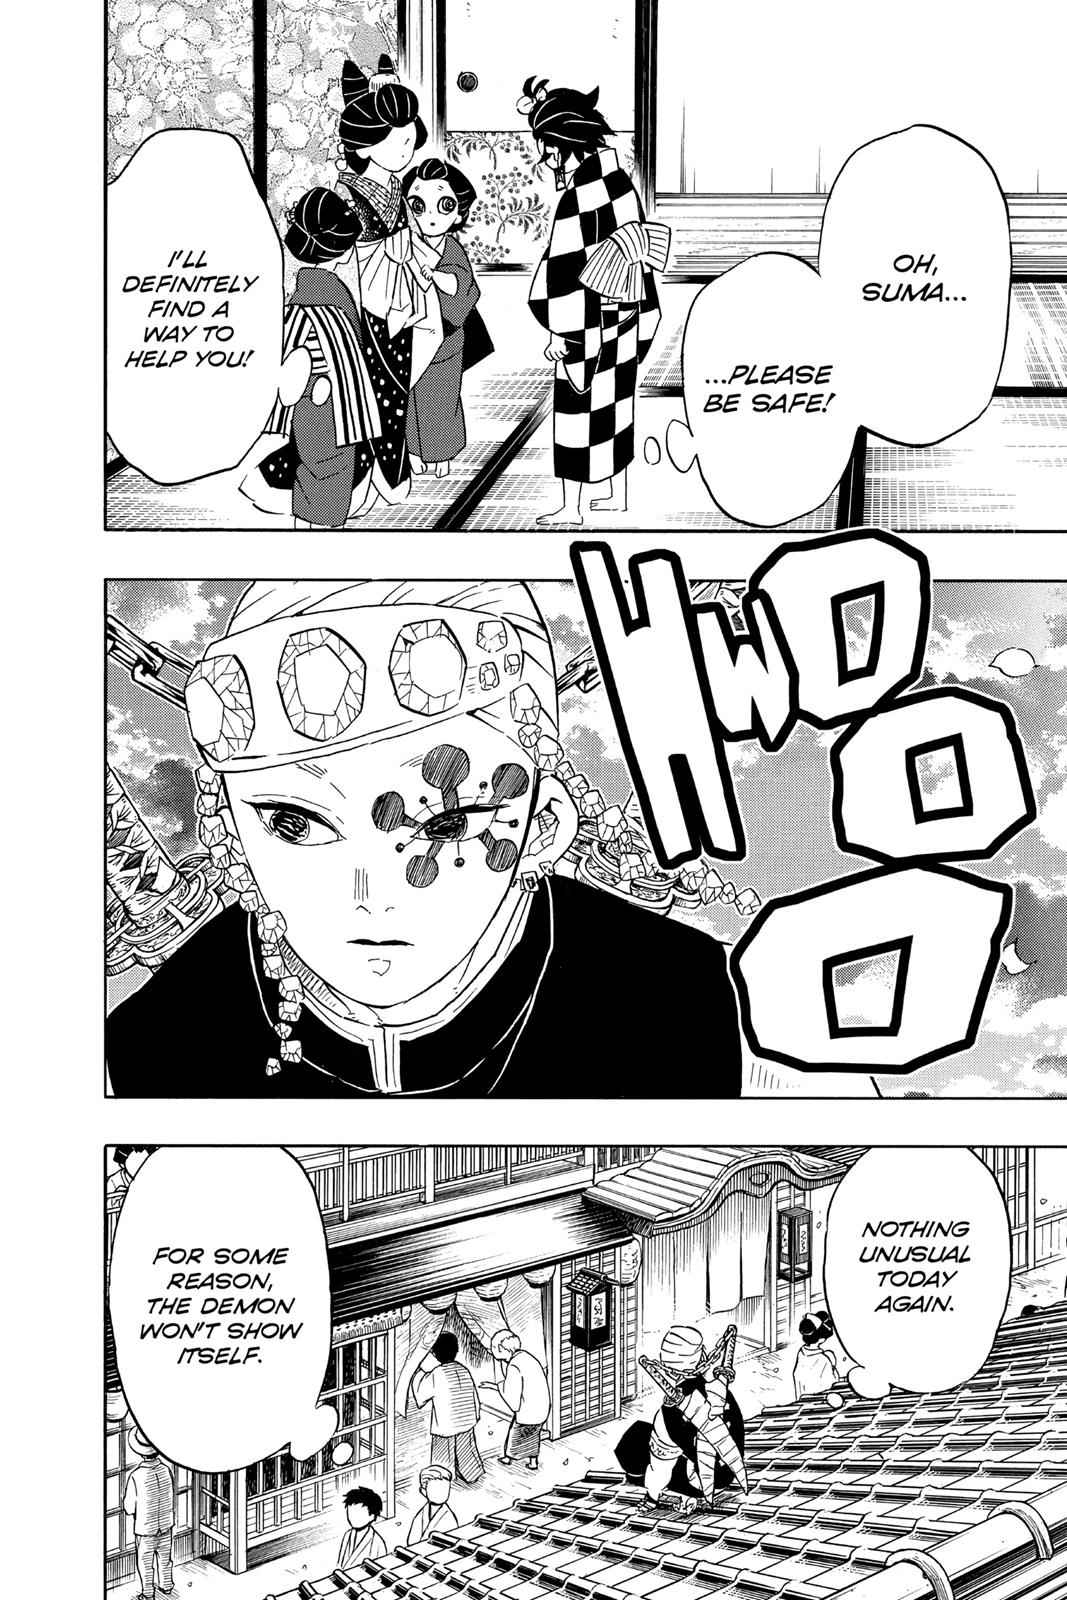 OH,
SUMA...
...PLEASE
BE SAFE!
I'LL
DEFINITELY
FIND A
WAY TO
HELP YOU!
HWOOO
NOTHING
UNUSUAL
TODAY
AGAIN.
FOR SOME
REASON,
THE DEMON
WON'T SHOW
ITSELF.